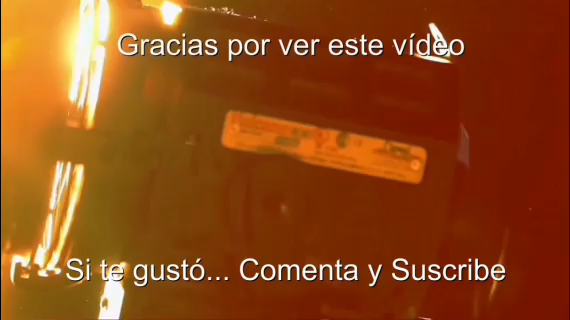 Gracias por ver este vídeo
Si te gustó... Comenta y Suscribe